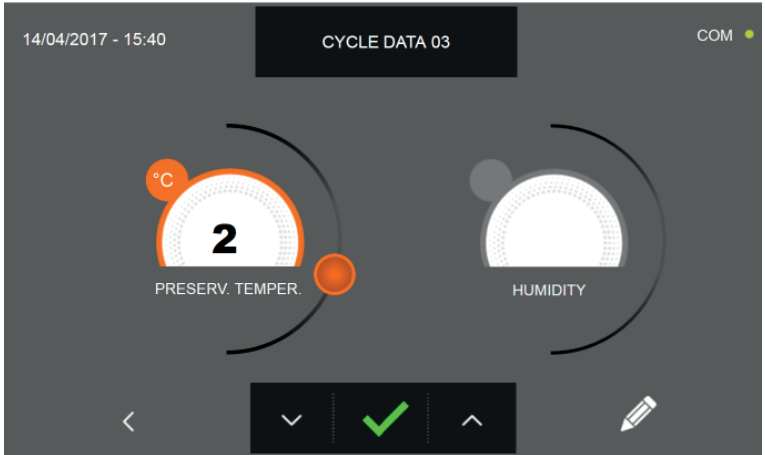 14/04/2017 - 15:40
CYCLE DATA 03
COM
°C
2
PRESERV. TEMPER.
HUMIDITY